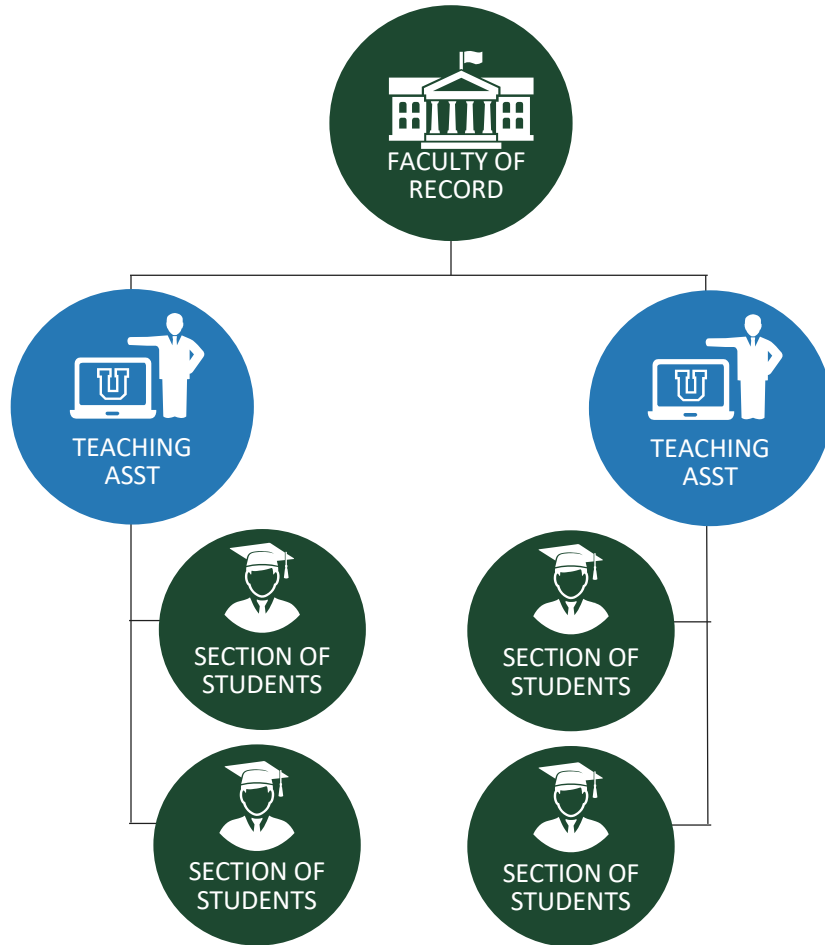 FACULTY OF
RECORD
U
TEACHING
ASST
U
TEACHING
ASST
SECTION OF
STUDENTS
SECTION OF
STUDENTS
SECTION OF
STUDENTS
SECTION OF
STUDENTS